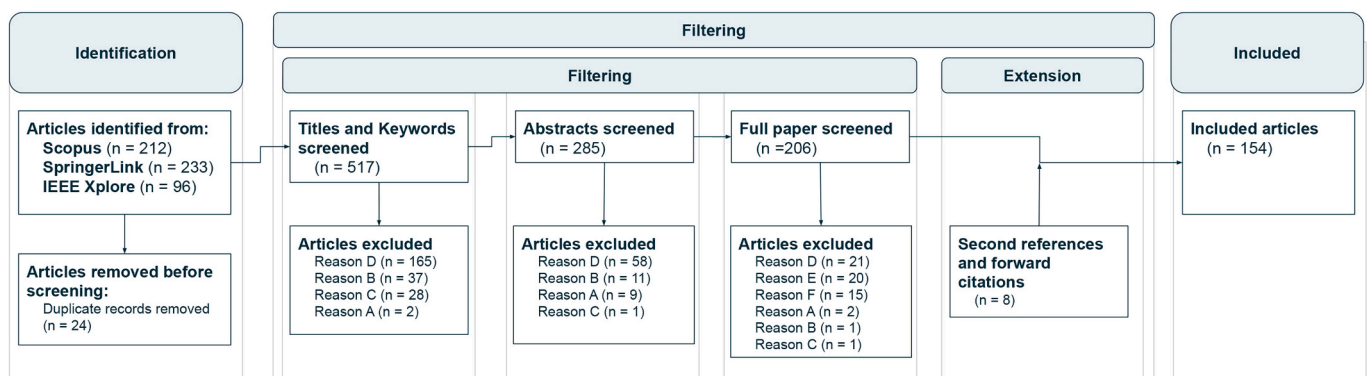 Identification
Filtering
Included
Filtering
Extension
Articles identified from:
Scopus (n = 212)
SpringerLink (n = 233)
IEEE Xplore (n = 96)
Articles removed before
screening:
Duplicate records removed
(n = 24)
Titles and Keywords
screened
(n = 517)
Articles excluded
Reason D (n = 165)
Reason B (n = 37)
Reason C (n = 28)
Reason A (n = 2)
Abstracts screened
(n = 285)
Articles excluded
Reason D (n = 58)
Reason B (n = 11)
Reason A (n = 9)
Reason C (n = 1)
Full paper screened
(n =206)
Articles excluded
Reason D (n = 21)
Reason E (n = 20)
Reason F (n = 15)
Reason A (n = 2)
Reason B (n = 1)
Reason C (n = 1)
Second references
and forward
citations
(n = 8)
Included articles
(n = 154)